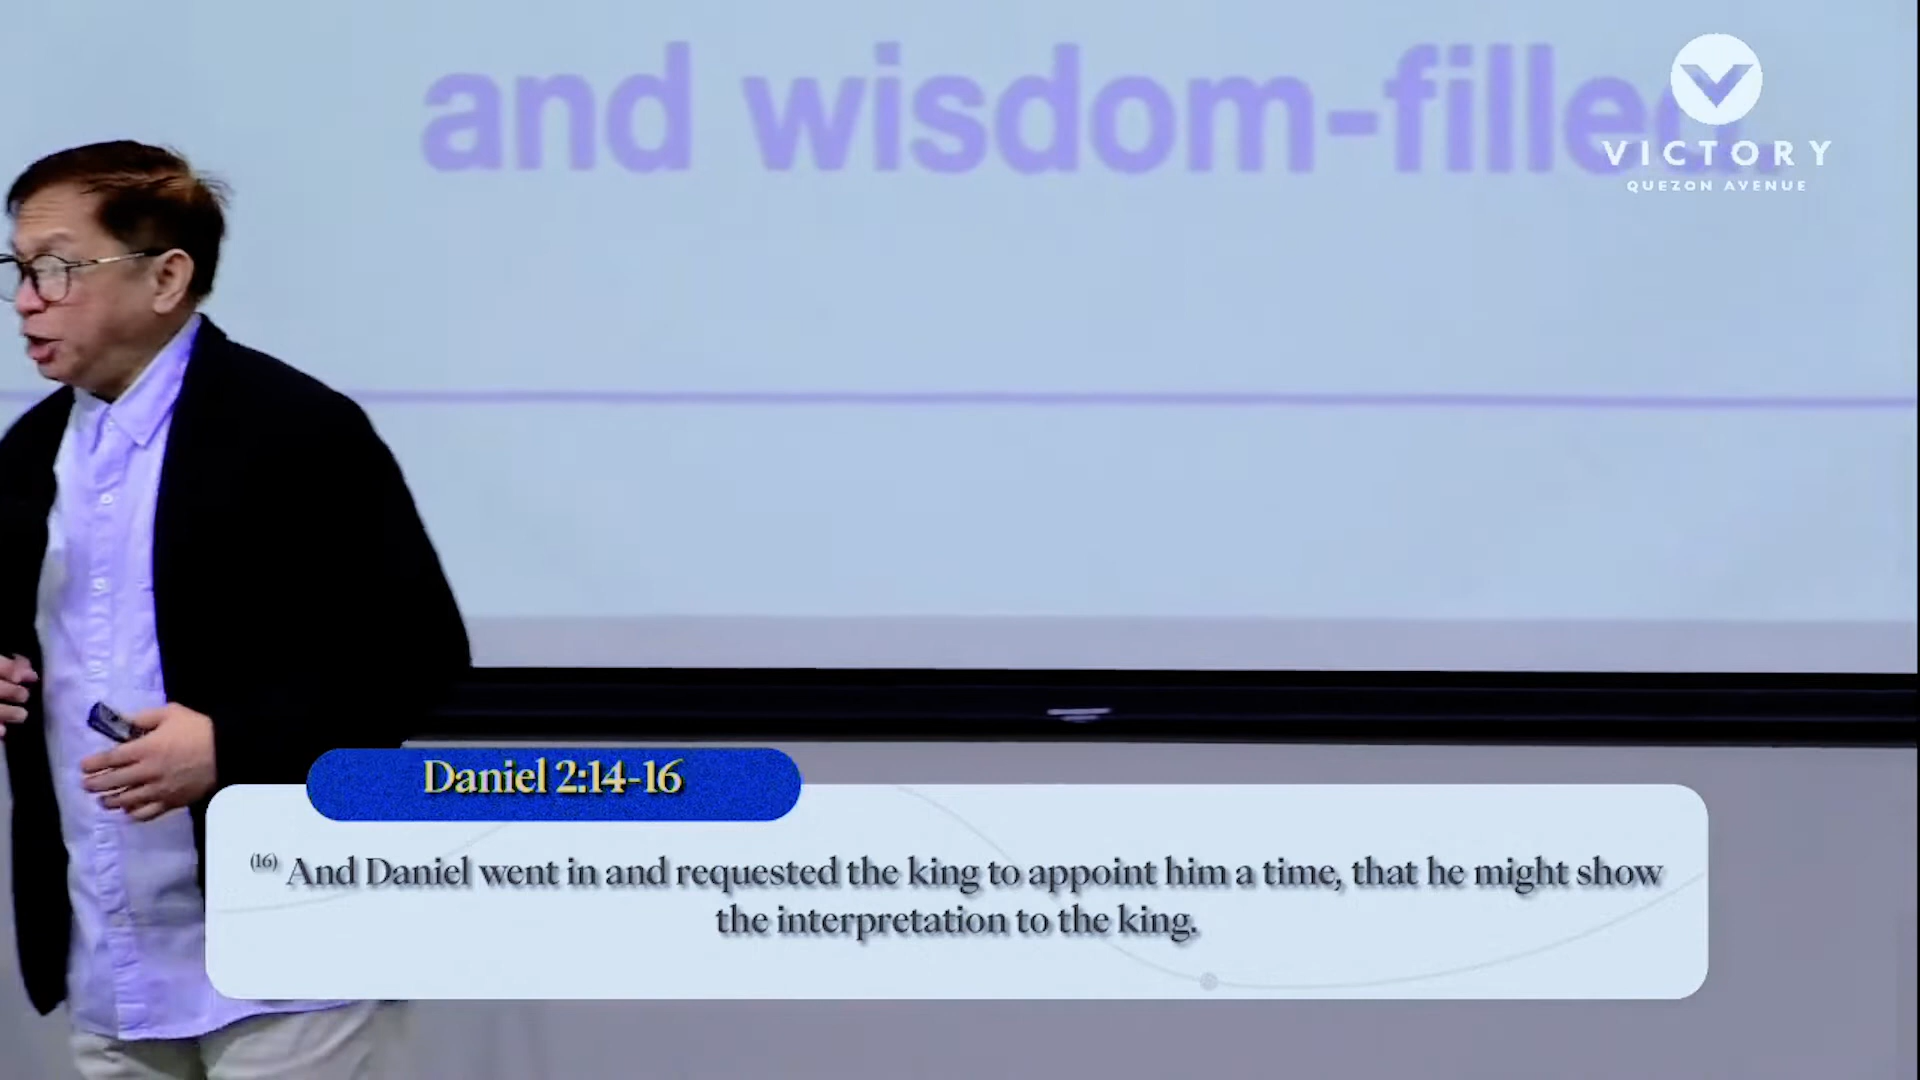 and wisdom-filled.
VICTORY
QUEZON AVENUE
Daniel 2:14-16
(16) And Daniel went in and requested the king to appoint him a time, that he might show
the interpretation to the king.